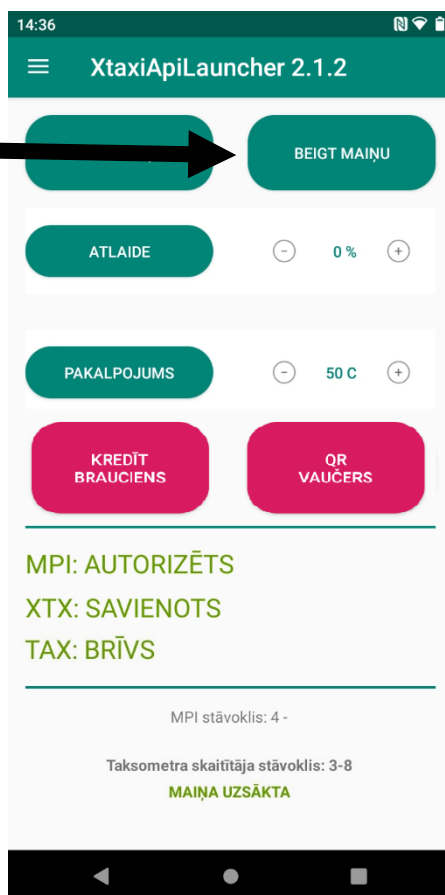 14:36
XtaxiApiLauncher 2.1.2
BEIGT MAIŅU
ATLAIDE
0 %
PAKALPOJUMS
50 C
KREDĪT
BRAUCIENS
QR
VAUČERS
MPI: AUTORIZĒTS
XTX: SAVIENOTS
TAX: BRĪVS
MPI stāvoklis: 4 -
Taksometra skaitītāja stāvoklis: 3-8
MAIŅA UZSĀKTA